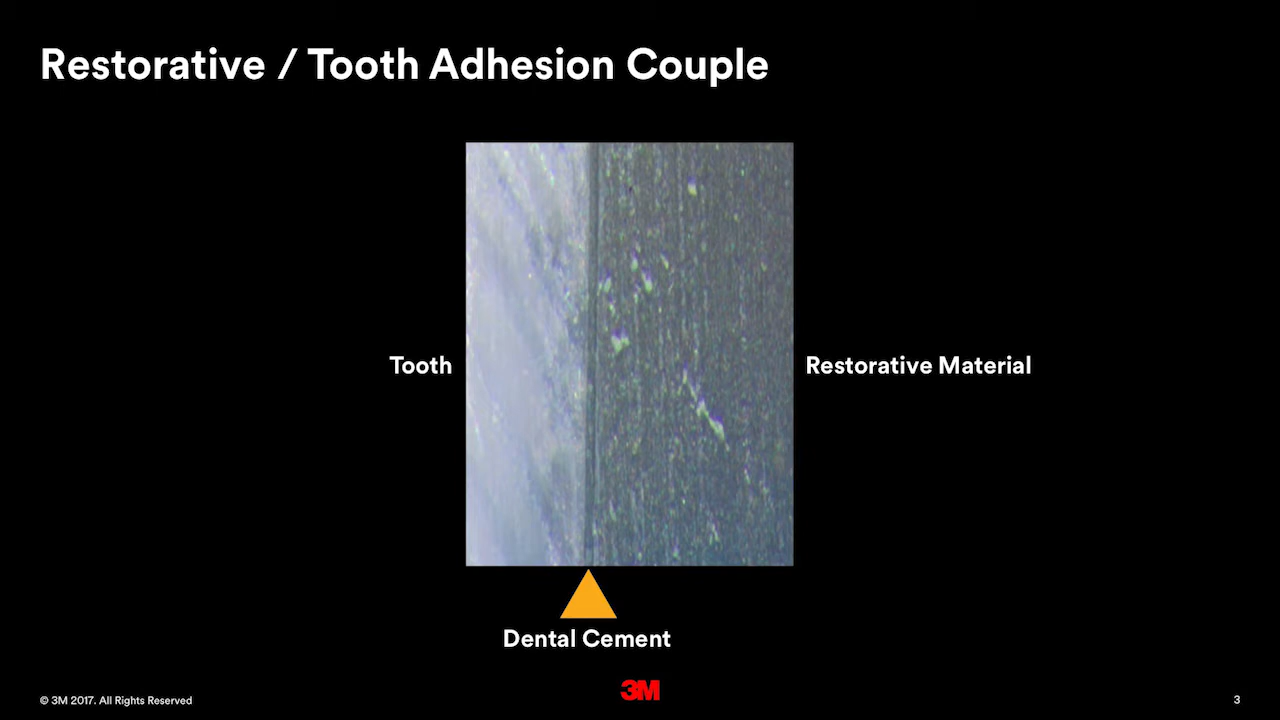 Restorative / Tooth Adhesion Couple
Tooth
Restorative Material
Dental Cement
© 3M 2017. All Rights Reserved
3M
3